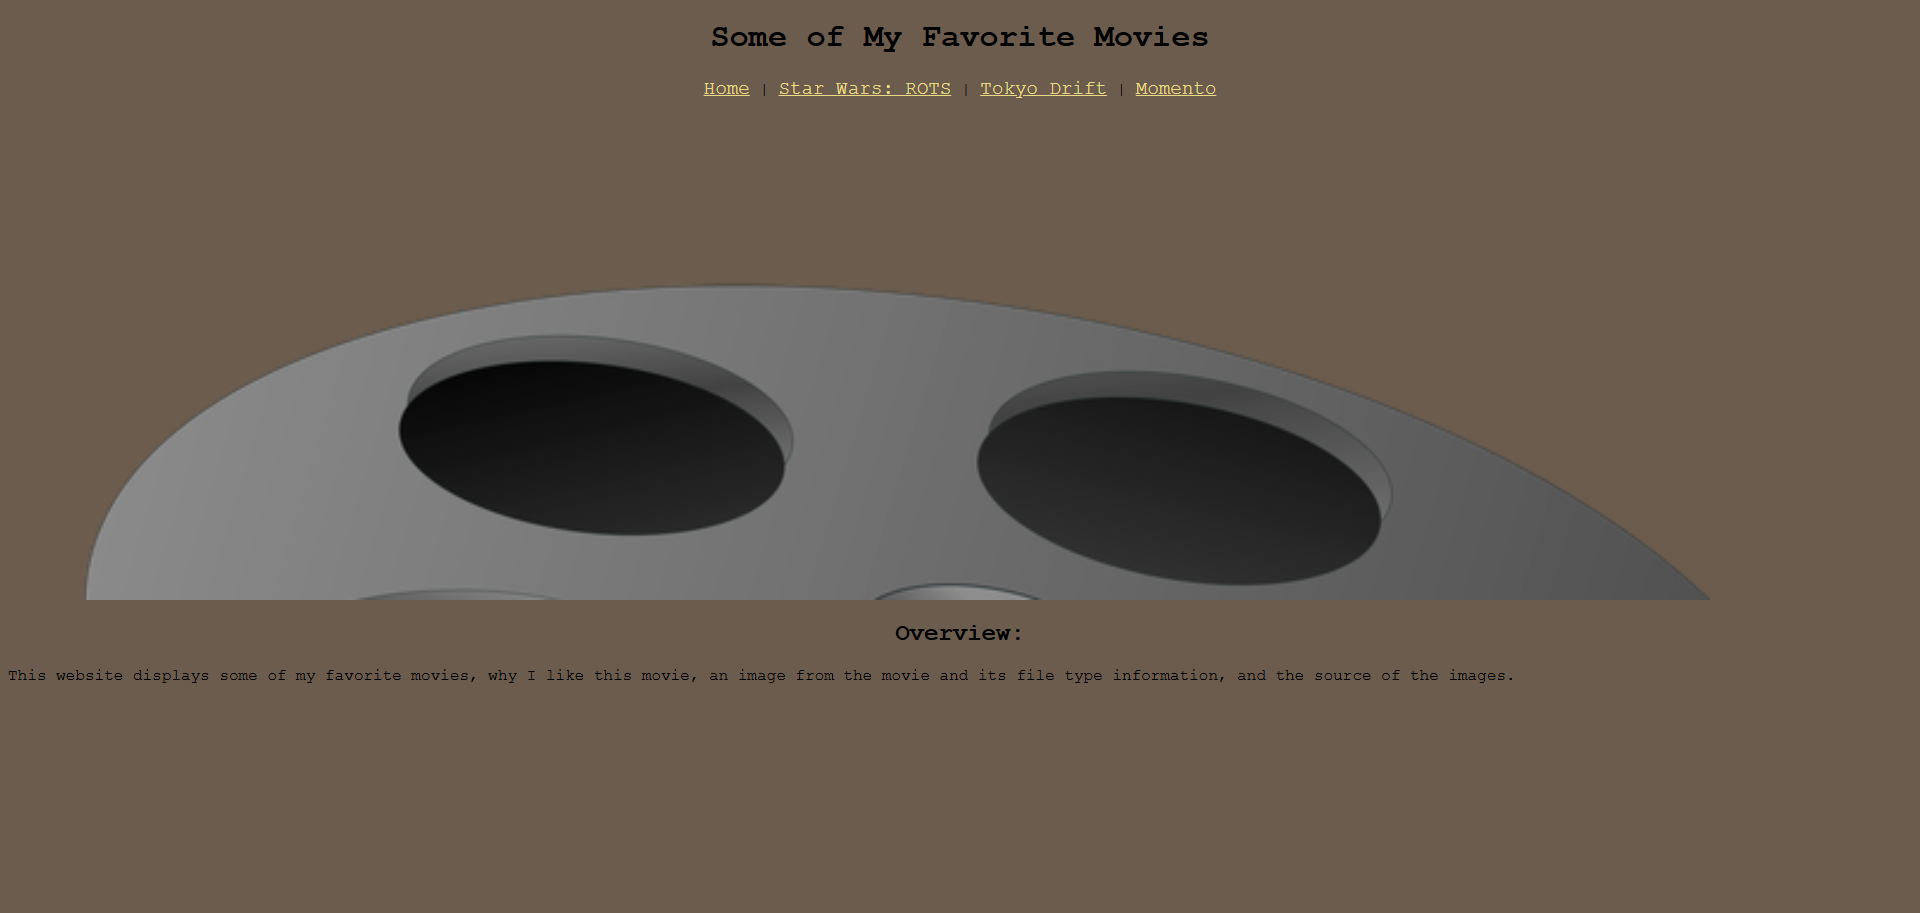 Some of My Favorite Movies
Home | Star Wars: ROTS | Tokyo Drift | Momento
Overview:
This website displays some of my favorite movies, why I like this movie, an image from the movie and its file type information, and the source of the images.